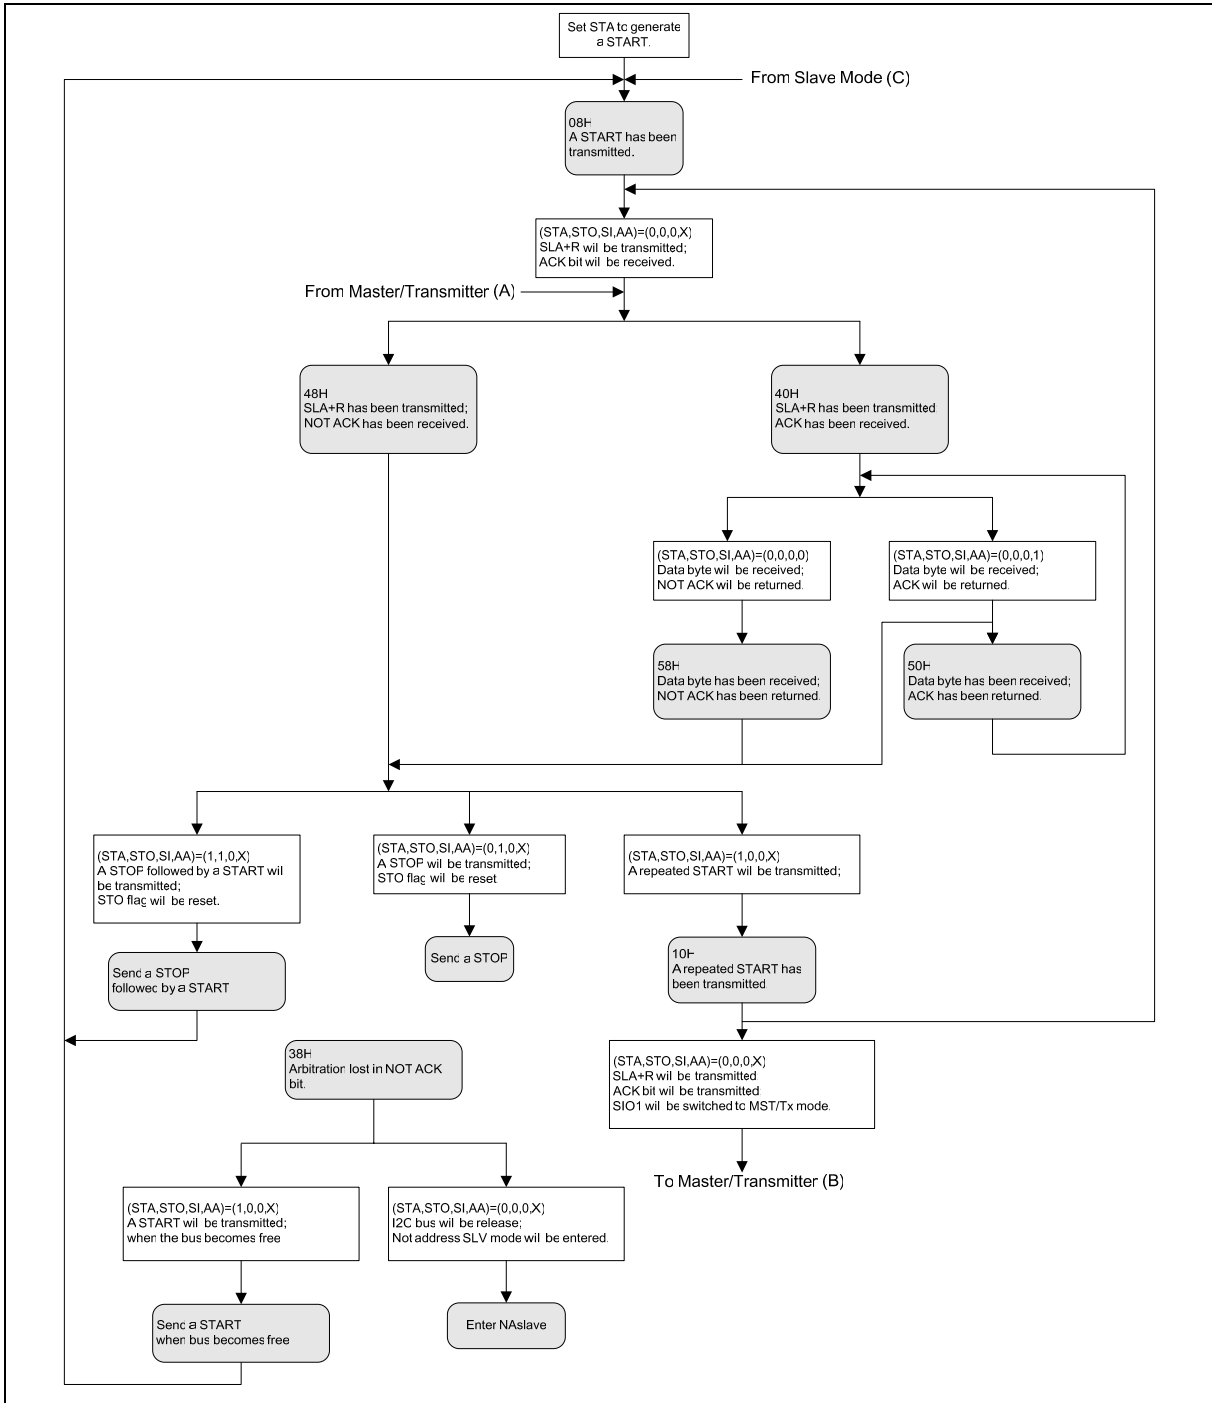 Set STA to generate
a START.
From Slave Mode (C)
08H
A START has been
transmitted.
(STA,STO,SI,AA)=(0,0,0,X)
SLA+R will be transmitted;
ACK bit will be received.
From Master/Transmitter (A)
48H
SLA+R has been transmitted;
NOT ACK has been received.
40H
SLA+R has been transmitted
ACK has been received.
(STA,STO,SI,AA)=(0,0,0,0)
Data byte will be received;
NOT ACK will be returned.
(STA,STO,SI,AA)=(0,0,0,1)
Data byte will be received;
ACK will be returned.
58H
Data byte has been received;
NOT ACK has been returned.
50H
Data byte has been received;
ACK has been returned.
(STA,STO,SI,AA)=(1,1,0,X)
A STOP followed by a START will
be transmitted;
STO flag will be reset.
(STA,STO,SI,AA)=(0,1,0,X)
A STOP will be transmitted;
STO flag will be reset
(STA,STO,SI,AA)=(1,0,0,X)
A repeated START will be transmitted;
Send a STOP
followed by a START
Send a STOP
10H
A repeated START has
been transmitted.
38H
Arbitration lost in NOT ACK
bit.
(STA,STO,SI,AA)=(0,0,0,X)
SLA+R will be transmitted
ACK bit will be transmitted
SIO1 will be switched to MST/Tx mode.
To Master/Transmitter (B)
(STA,STO,SI,AA)=(1,0,0,X)
A START will be transmitted;
when the bus becomes free
(STA,STO,SI,AA)=(0,0,0,X)
I2C bus will be release;
Not address SLV mode will be entered.
Send a START
when bus becomes free
Enter NAslave